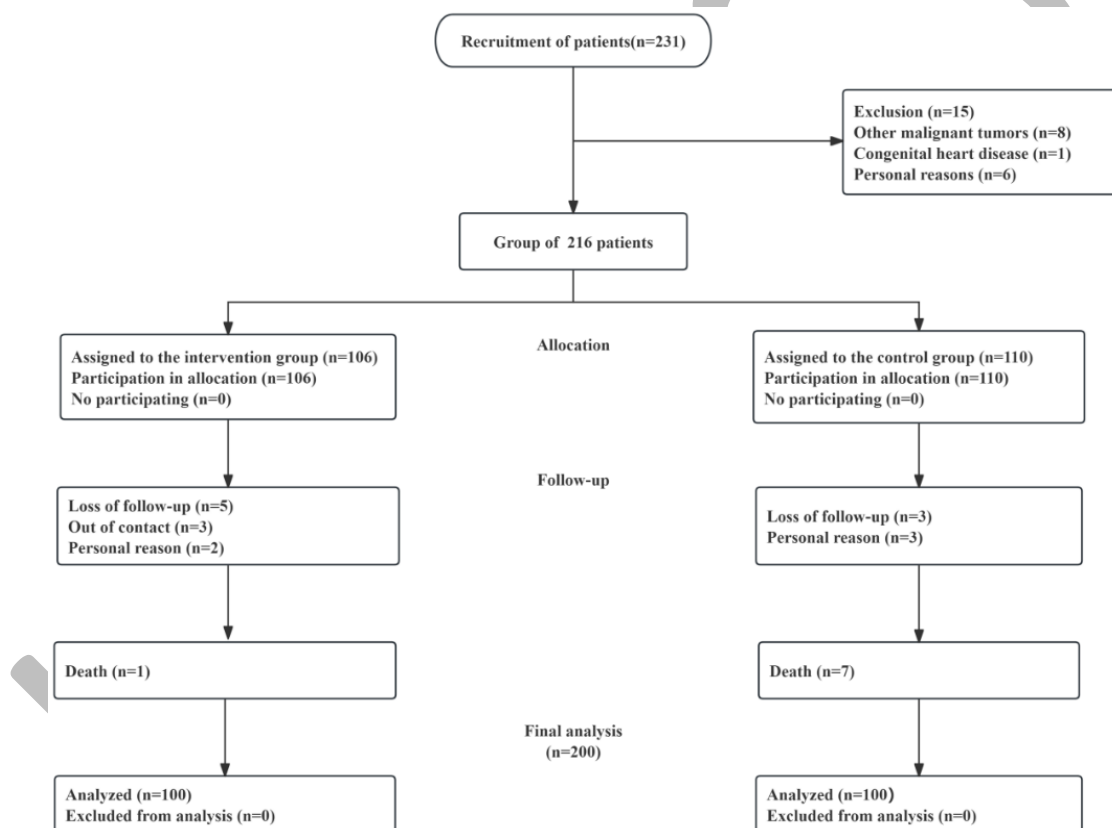 Recruitment of patients(n=231)
Exclusion (n=15)
Other malignant tumors (n=8)
Congenital heart disease (n=1)
Personal reasons (n=6)
Group of 216 patients
Allocation
Assigned to the intervention group (n=106)
Participation in allocation (n=106)
No participating (n=0)
Assigned to the control group (n=110)
Participation in allocation (n=110)
No participating (n=0)
Follow-up
Loss of follow-up (n=5)
Out of contact (n=3)
Personal reason (n=2)
Loss of follow-up (n=3)
Personal reason (n=3)
Death (n=1)
Death (n=7)
Final analysis
(n=200)
Analyzed (n=100)
Excluded from analysis (n=0)
Analyzed (n=100)
Excluded from analysis (n=0)